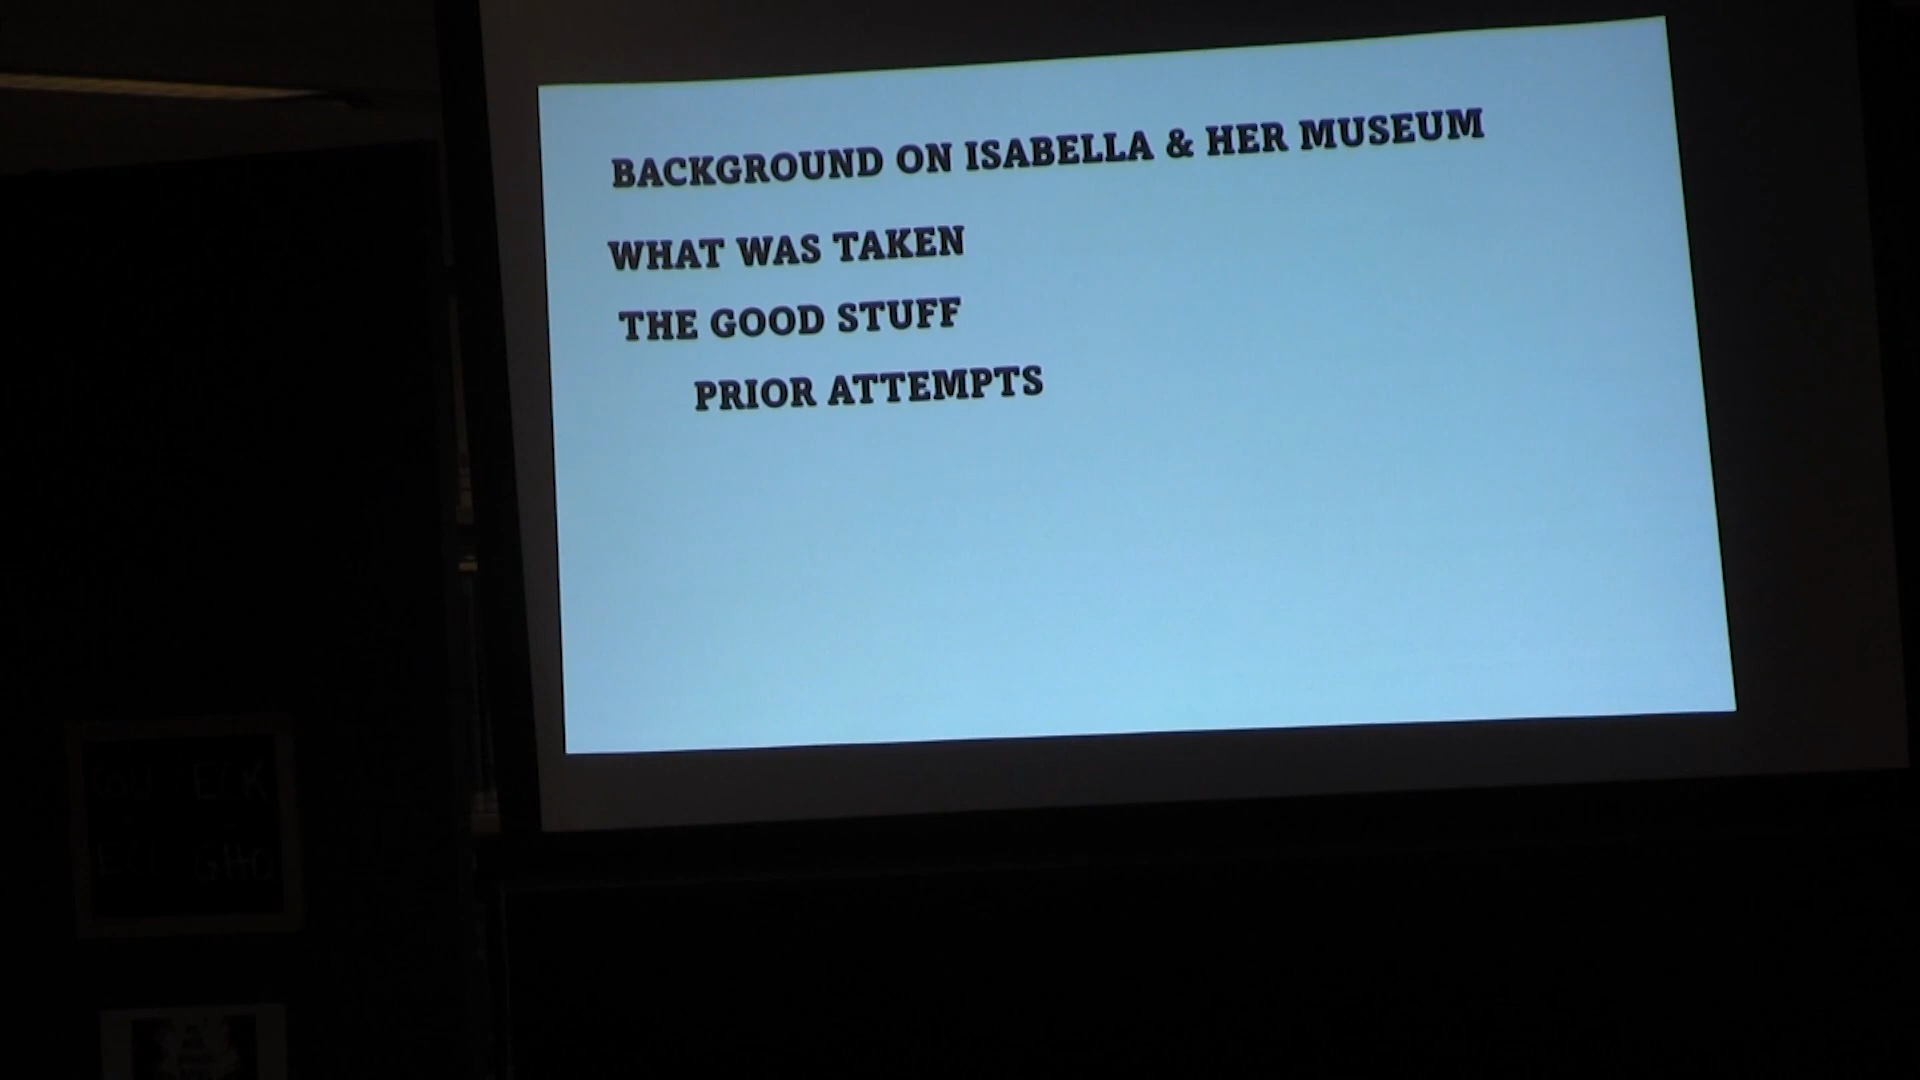 BACKGROUND ON ISABELLA & HER MUSEUM
WHAT WAS TAKEN
THE GOOD STUFF
PRIOR ATTEMPTS